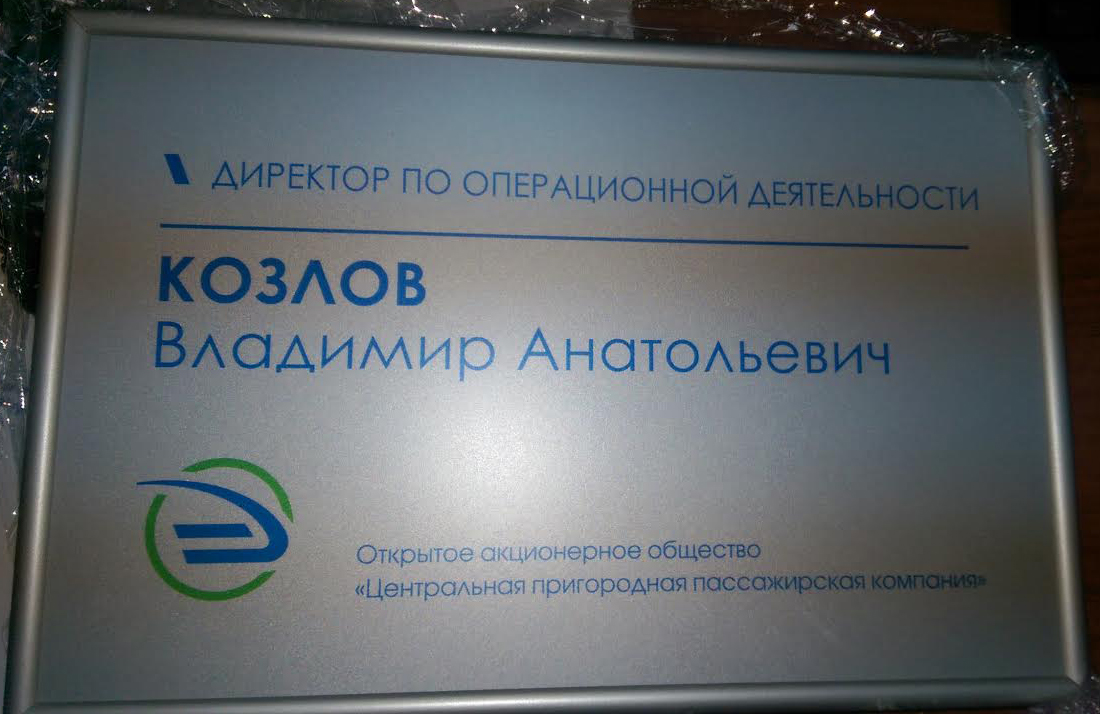 ДИРЕКТОР ПО ОПЕРАЦИОННОЙ ДЕЯТЕЛЬНОСТИ
КОЗЛОВ
Владимир Анатольевич
Открытое акционерное общество
«Центральная пригородная пассажирская компания»